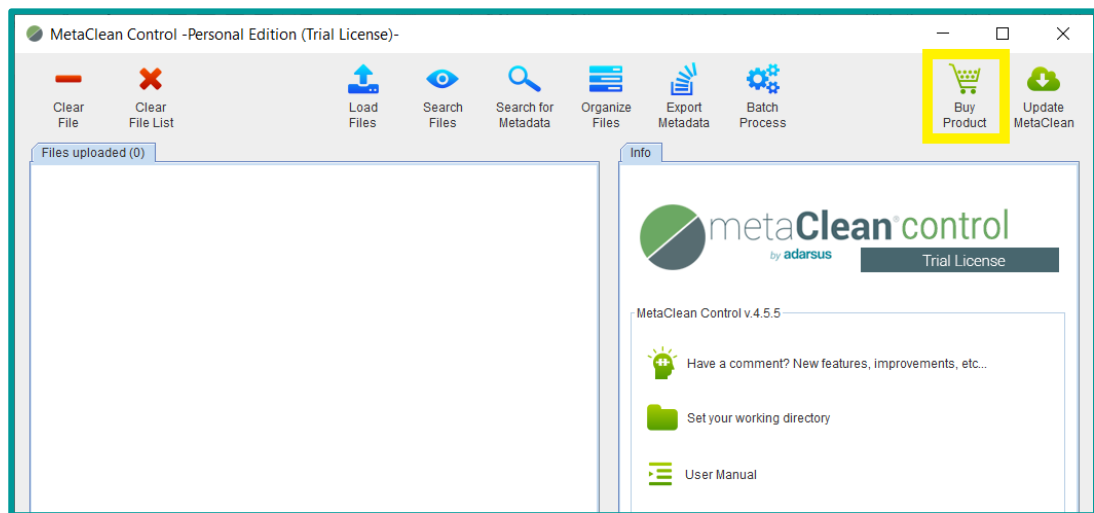 MetaClean Control -Personal Edition (Trial License)-
Clear
File
Clear
File List
Load
Files
Search
Files
Search for
Metadata
Organize
Files
Export
Metadata
Batch
Process
Buy
Product
Update
MetaClean
Files uploaded (0)
Info
metaClean® control
by adarsus
Trial License
MetaClean Control v.4.5.5
Have a comment? New features, improvements, etc...
Set your working directory
User Manual